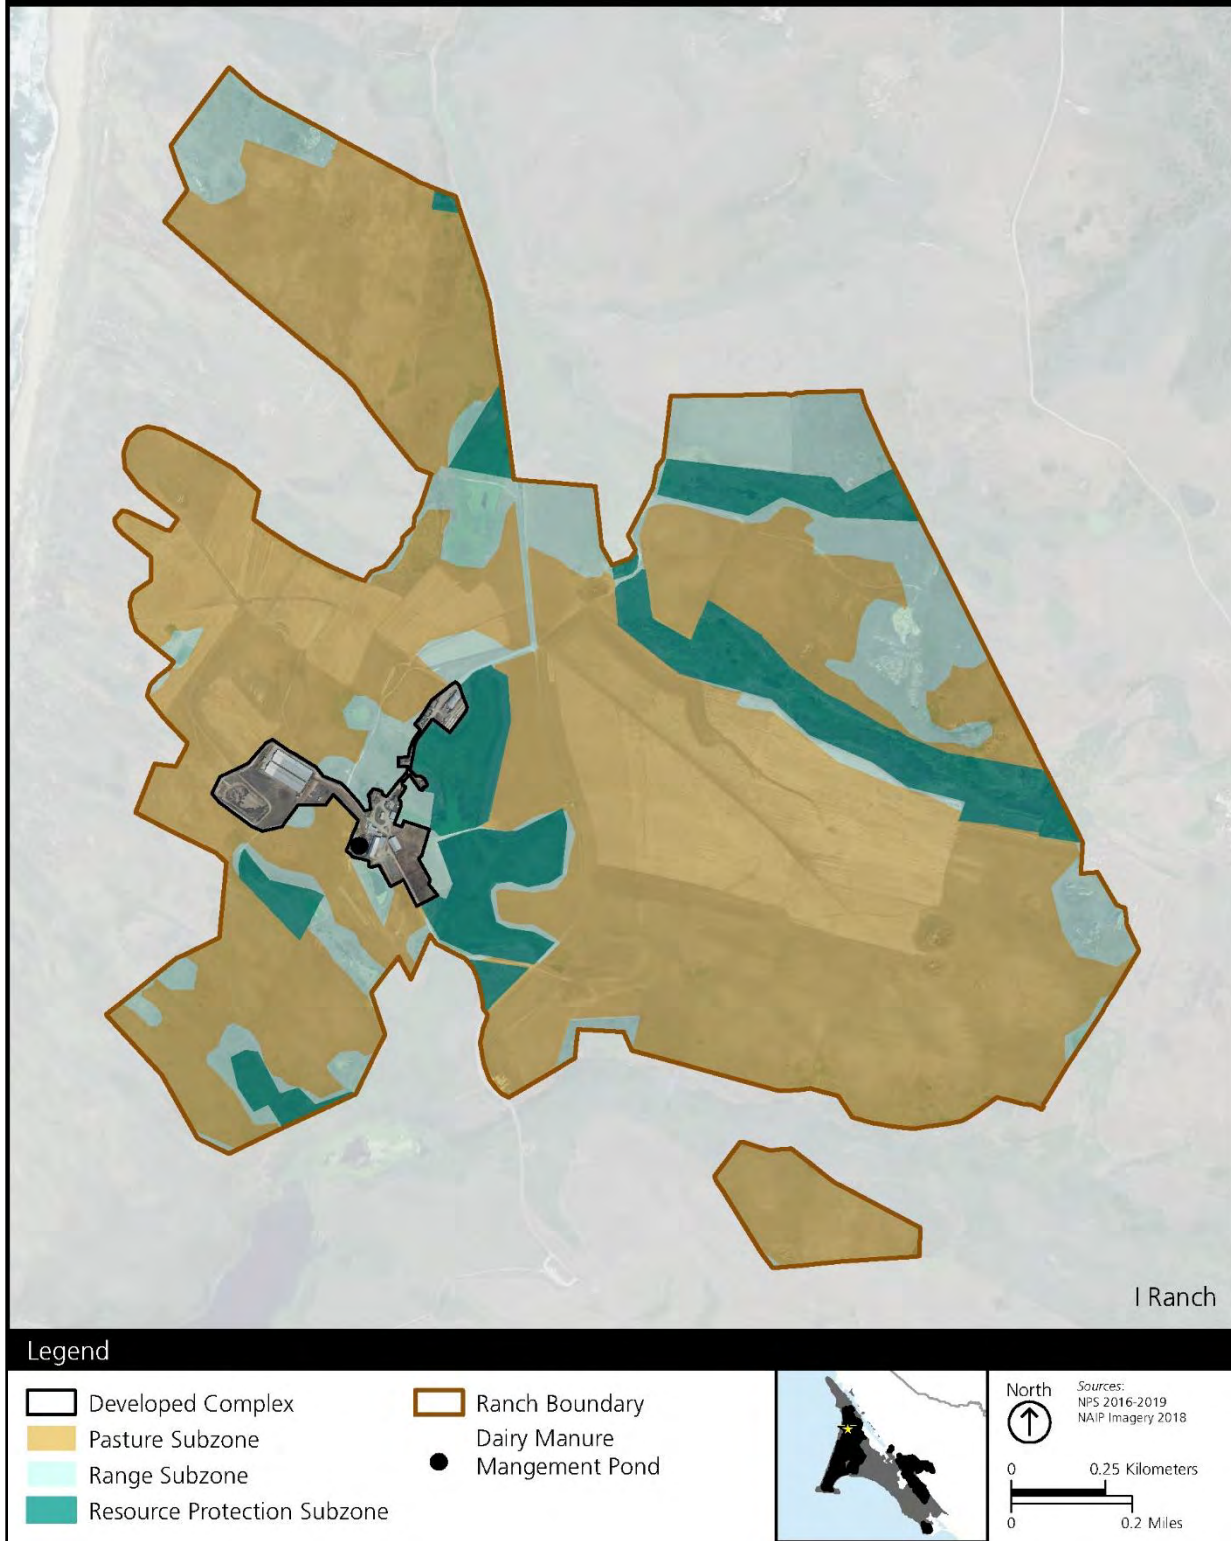 I Ranch
Legend
Developed Complex
Pasture Subzone
Range Subzone
Resource Protection Subzone
Ranch Boundary
Dairy Manure
Mangement Pond
North
Sources:
NPS 2016-2019
NAIP Imagery 2018
0 0.25 Kilometers
0 0.2 Miles